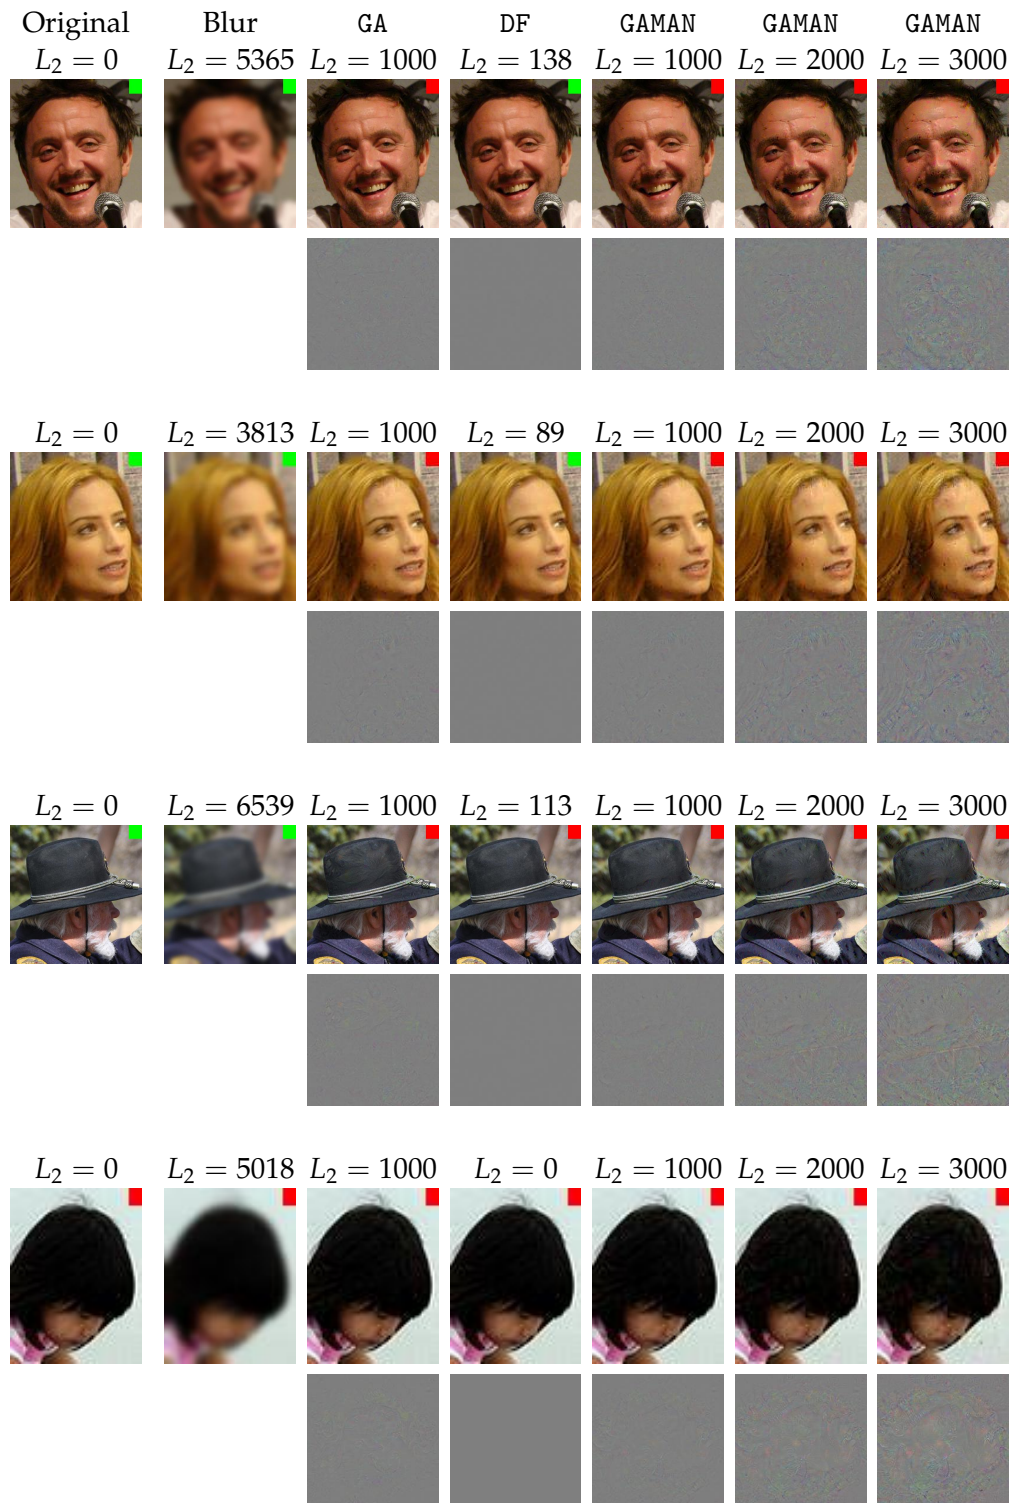 Original Blur GA DF GAMAN GAMAN GAMAN
L₂ = 0 L₂ = 5365 L₂ = 1000 L₂ = 138 L₂ = 1000 L₂ = 2000 L₂ = 3000
L₂ = 0 L₂ = 3813 L₂ = 1000 L₂ = 89 L₂ = 1000 L₂ = 2000 L₂ = 3000
L₂ = 0 L₂ = 6539 L₂ = 1000 L₂ = 113 L₂ = 1000 L₂ = 2000 L₂ = 3000
L₂ = 0 L₂ = 5018 L₂ = 1000 L₂ = 0 L₂ = 1000 L₂ = 2000 L₂ = 3000